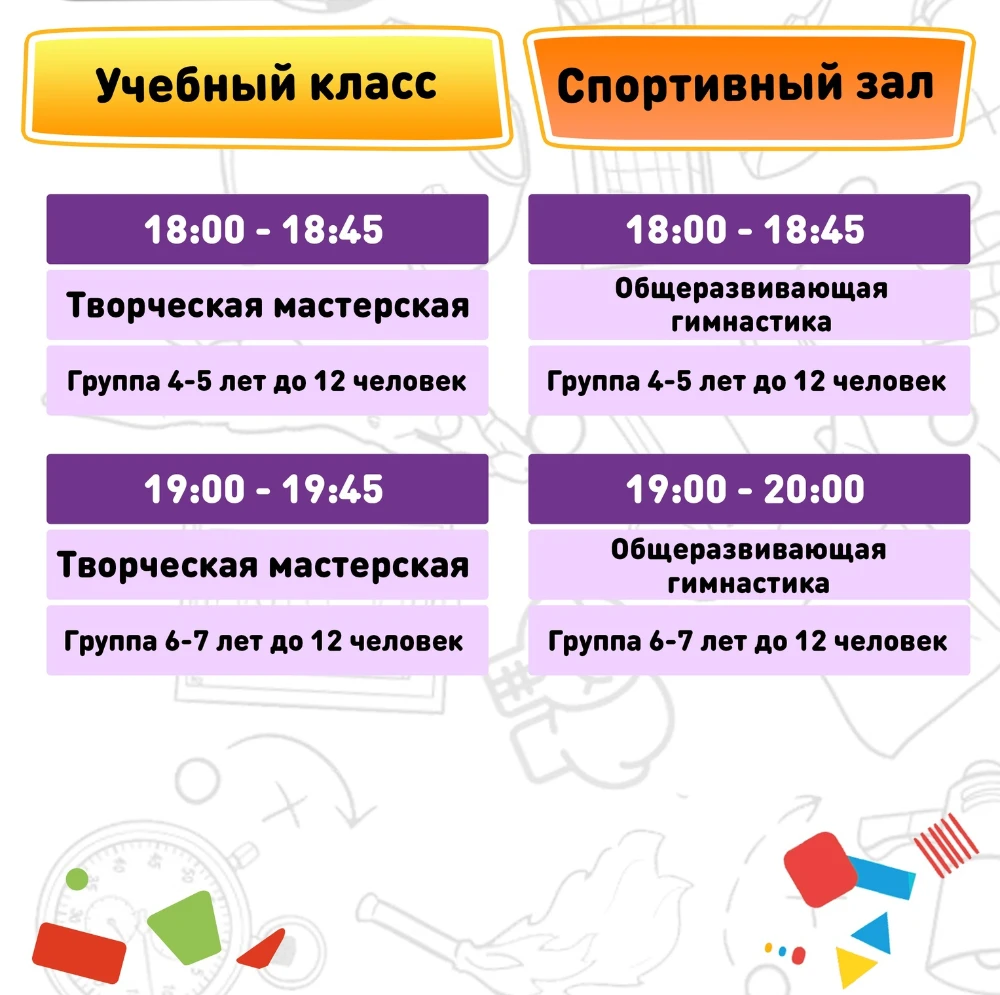 Учебный класс
18:00 - 18:45
Творческая мастерская
Группа 4-5 лет до 12 человек
19:00 - 19:45
Творческая мастерская
Группа 6-7 лет до 12 человек
Спортивный зал
18:00 - 18:45
Общеразвивающая
гимнастика
Группа 4-5 лет до 12 человек
19:00 - 20:00
Общеразвивающая
гимнастика
Группа 6-7 лет до 12 человек